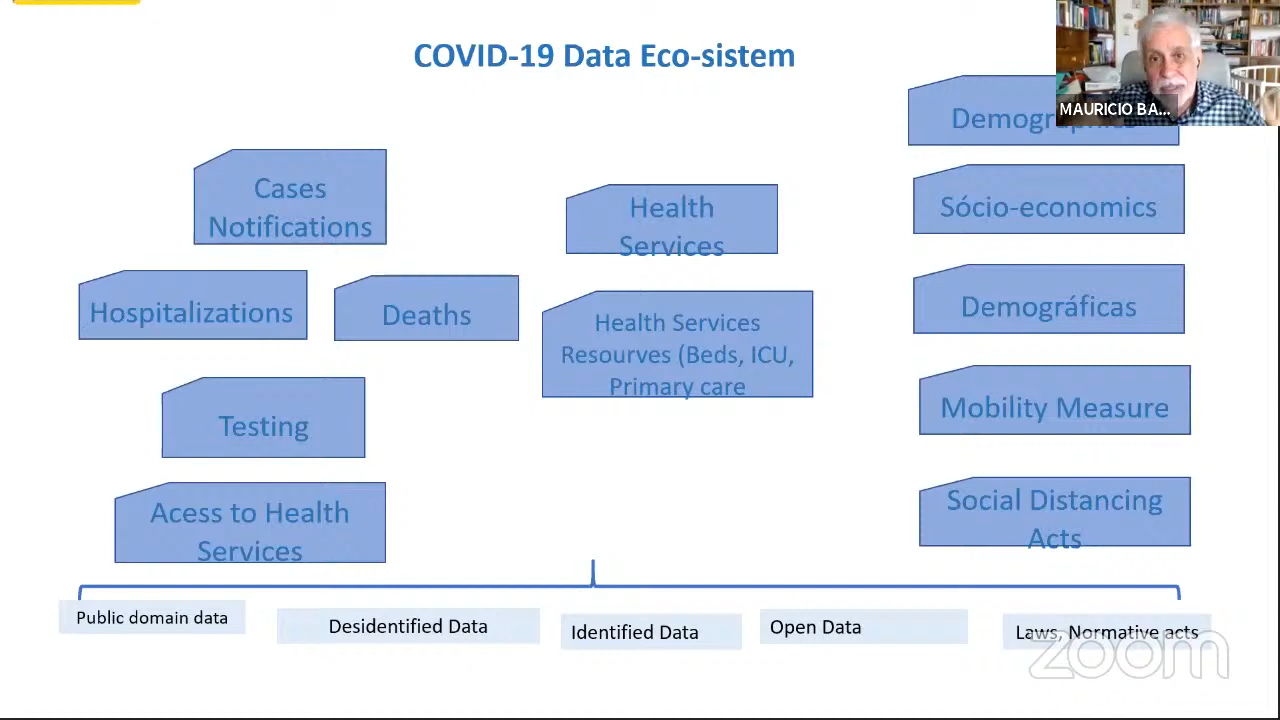 COVID-19 Data Eco-sistem
MAURICIO BA...
Demographics
Cases
Notifications
Health
Services
Sócio-economics
Hospitalizations
Deaths
Health Services
Resourves (Beds, ICU,
Primary care
Demográficas
Testing
Mobility Measure
Acess to Health
Services
Social Distancing
Acts
Public domain data
Desidentified Data
Identified Data
Open Data
Laws, Normative acts
zoom